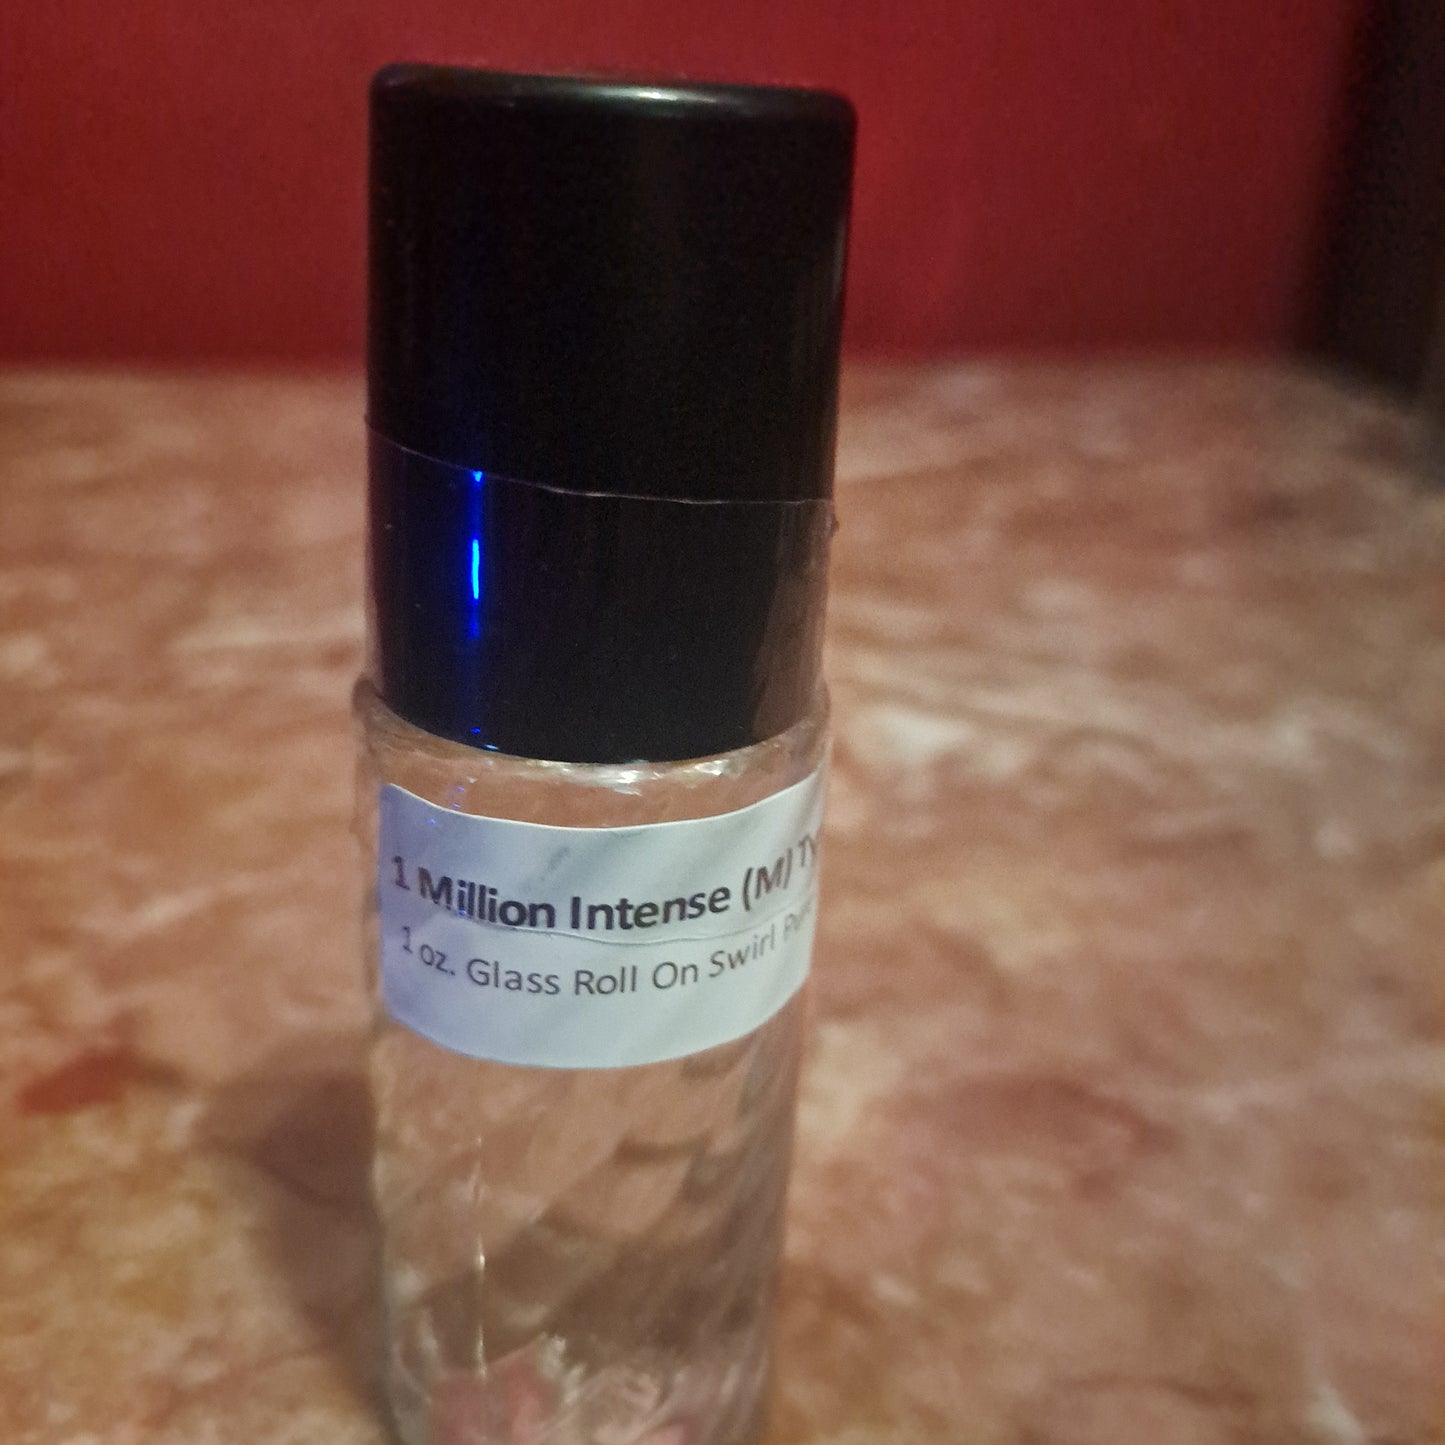 1 Million Intense (M) Ty
1 oz. Glass Roll On Swirl Pu